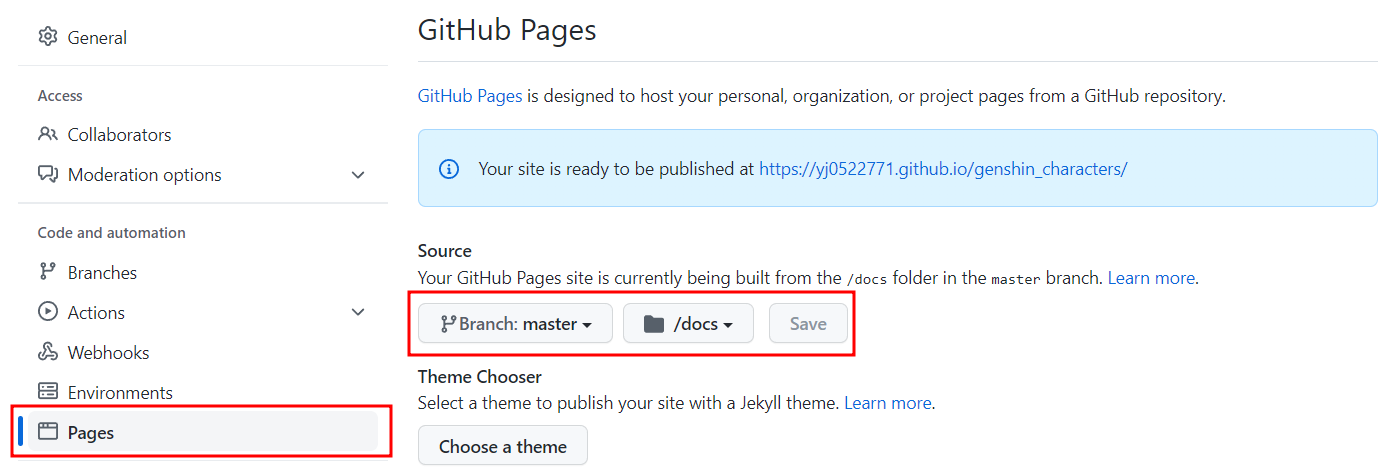 General
Access
Collaborators
Moderation options
Code and automation
Branches
Actions
Webhooks
Environments
Pages
GitHub Pages
GitHub Pages is designed to host your personal, organization, or project pages from a GitHub repository.
Your site is ready to be published at https://yj0522771.github.io/genshin_characters/
Source
Your GitHub Pages site is currently being built from the /docs folder in the master branch. Learn more.
Branch: master /docs Save
Theme Chooser
Select a theme to publish your site with a Jekyll theme. Learn more.
Choose a theme